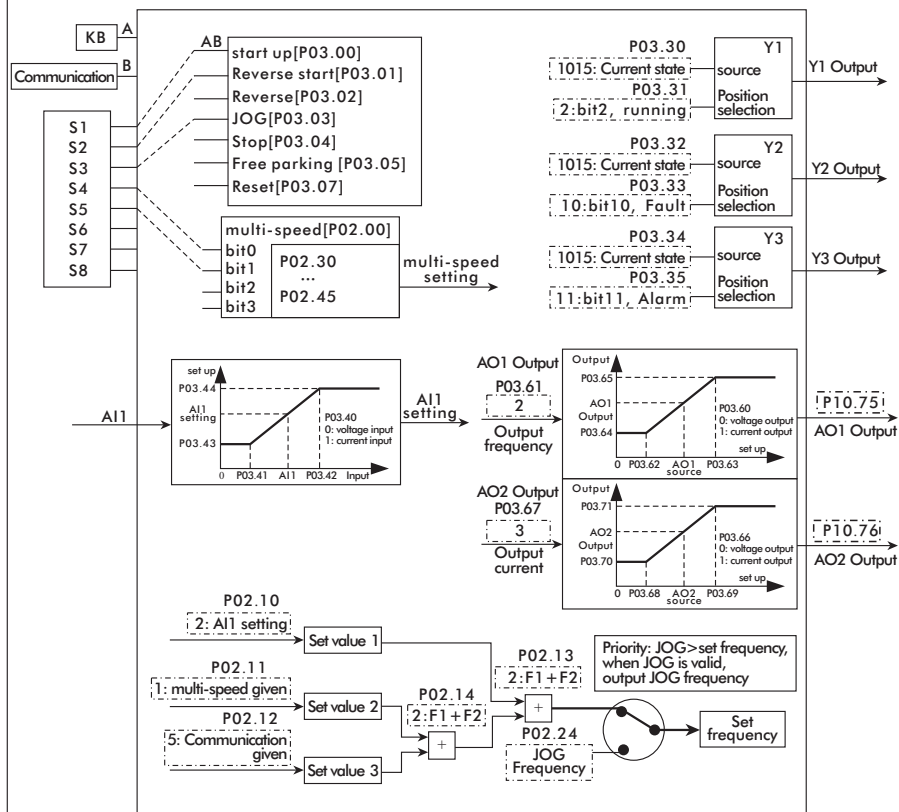 KB
A
Communication
B
S1
S2
S3
S4
S5
S6
S7
S8
AB
start up[P03.00]
Reverse start[P03.01]
Reverse[P03.02]
JOG[P03.03]
Stop[P03.04]
Free parking [P03.05]
Reset[P03.07]
multi-speed[P02.00]
bit0
bit1
bit2
bit3
P02.30
...
P02.45
multi-speed
setting
P03.30
1015: Current state
P03.31
2:bit2, running
Y1
source
Position
selection
Y1 Output
P03.32
1015: Current state
P03.33
10:bit10, Fault
Y2
source
Position
selection
Y2 Output
P03.34
1015: Current state
P03.35
11:bit11, Alarm
Y3
source
Position
selection
Y3 Output
AI1
set up
P03.44
AI1
setting
P03.43
P03.40
0: voltage input
1: current input
0 P03.41 AI1 P03.42 Input
AI1
setting
AO1 Output
P03.61
2
Output
frequency
Output
P03.65
AO1
Output
P03.64
P03.60
0: voltage output
1: current output
set up
0 P03.62 AO1 P03.63
source
P10.75
AO1 Output
AO2 Output
P03.67
3
Output
current
Output
P03.71
AO2
Output
P03.70
P03.66
0: voltage output
1: current output
set up
0 P03.68 AO2 P03.69
source
P10.76
AO2 Output
P02.10
2: AI1 setting
Set value 1
P02.11
1: multi-speed given
Set value 2
P02.12
5: Communication
given
Set value 3
P02.14
2:F1+F2
+
P02.13
2:F1+F2
+
P02.24
JOG
Frequency
Priority: JOG>set frequency,
when JOG is valid,
output JOG frequency
Set
frequency